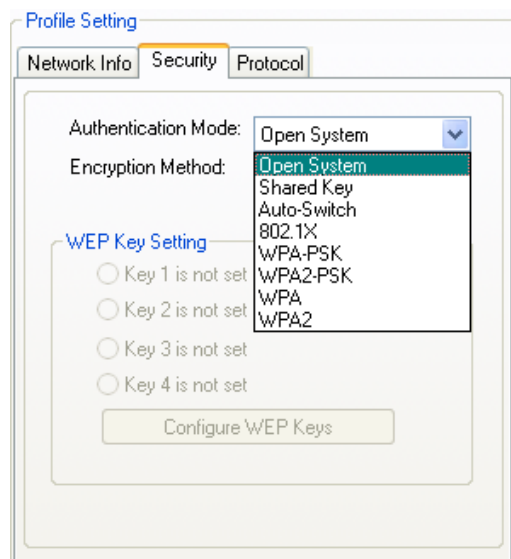 Profile Setting
Network Info Security Protocol
Authentication Mode: Open System
Encryption Method:
Open System
Shared Key
Auto-Switch
802.1X
WPA-PSK
WPA2-PSK
WPA
WPA2
WEP Key Setting
Key 1 is not set
Key 2 is not set
Key 3 is not set
Key 4 is not set
Configure WEP Keys